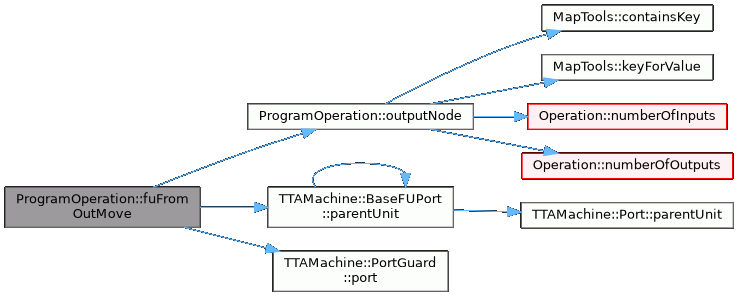 MapTools::containsKey
MapTools::keyForValue
ProgramOperation::outputNode
Operation::numberOfInputs
Operation::numberOfOutputs
ProgramOperation::fuFrom
OutMove
TTAMachine::BaseFUPort
::parentUnit
TTAMachine::Port::parentUnit
TTAMachine::PortGuard
::port